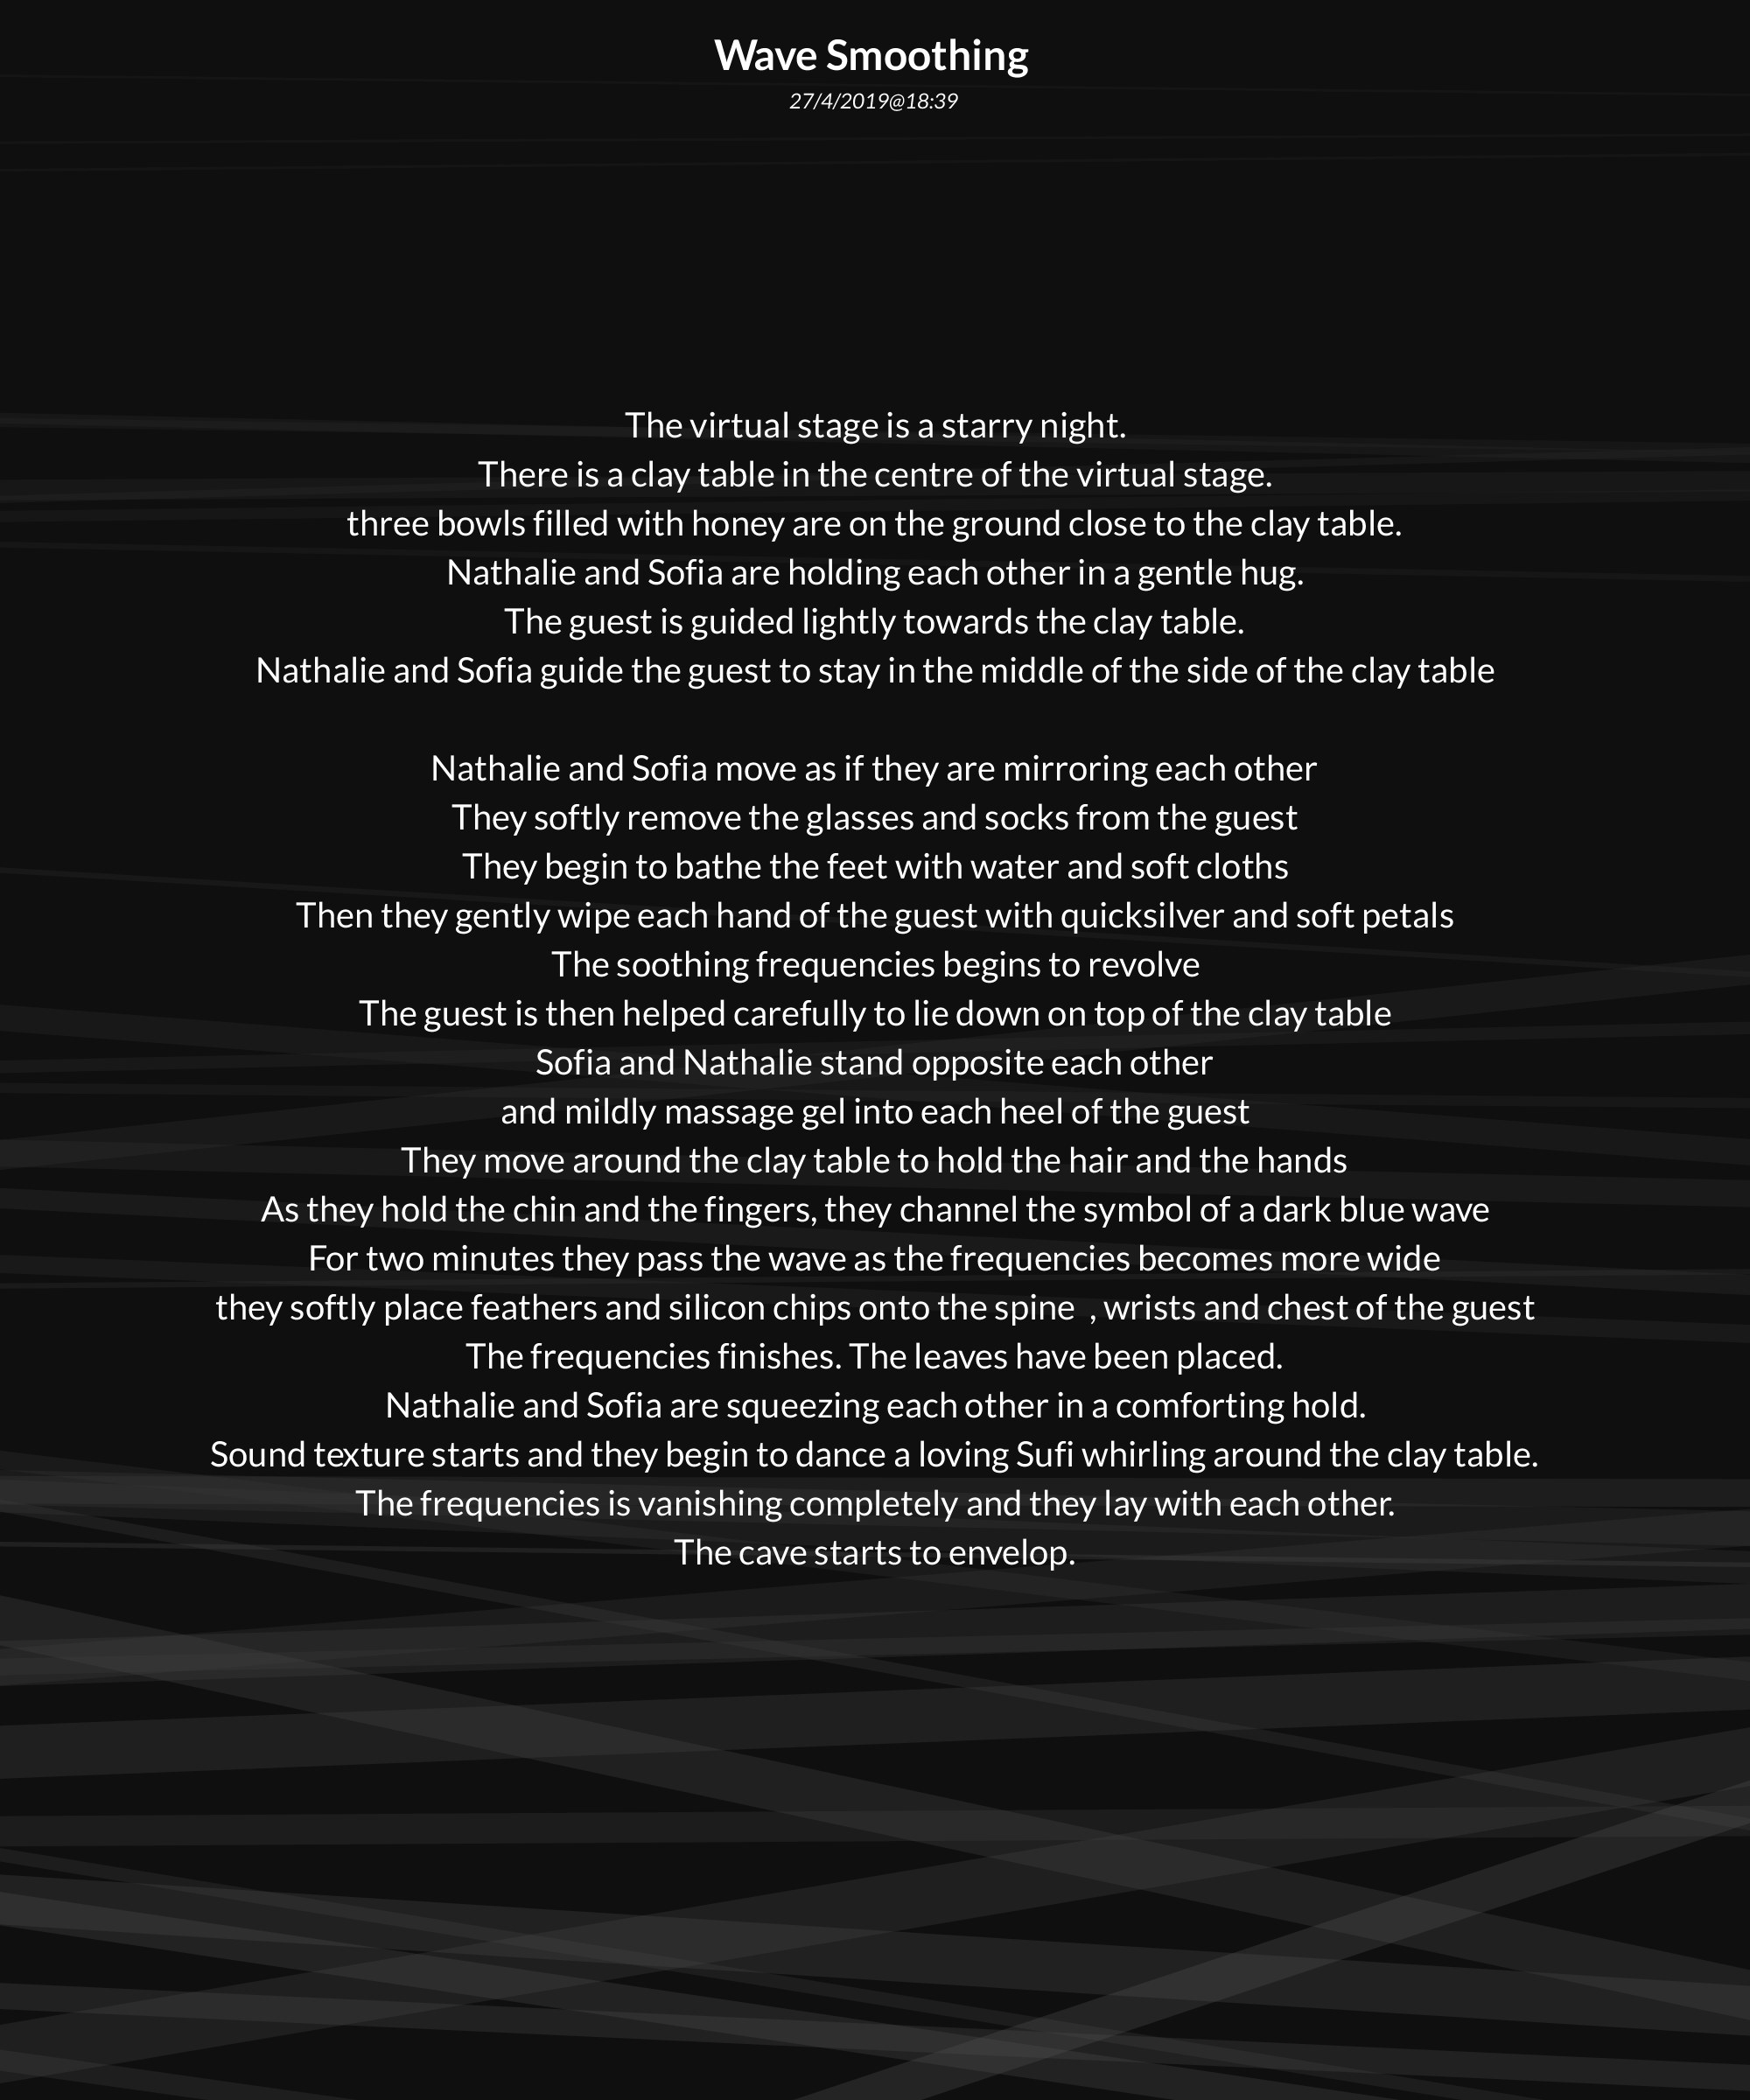 Wave Smoothing
27/4/2019@18:39
The virtual stage is a starry night.
There is a clay table in the centre of the virtual stage.
three bowls filled with honey are on the ground close to the clay table.
Nathalie and Sofia are holding each other in a gentle hug.
The guest is guided lightly towards the clay table.
Nathalie and Sofia guide the guest to stay in the middle of the side of the clay table
Nathalie and Sofia move as if they are mirroring each other
They softly remove the glasses and socks from the guest
They begin to bathe the feet with water and soft cloths
Then they gently wipe each hand of the guest with quicksilver and soft petals
The soothing frequencies begins to revolve
The guest is then helped carefully to lie down on top of the clay table
Sofia and Nathalie stand opposite each other
and mildly massage gel into each heel of the guest
They move around the clay table to hold the hair and the hands
As they hold the chin and the fingers, they channel the symbol of a dark blue wave
For two minutes they pass the wave as the frequencies becomes more wide
they softly place feathers and silicon chips onto the spine  , wrists and chest of the guest
The frequencies finishes. The leaves have been placed.
Nathalie and Sofia are squeezing each other in a comforting hold.
Sound texture starts and they begin to dance a loving Sufi whirling around the clay table.
The frequencies is vanishing completely and they lay with each other.
The cave starts to envelop.